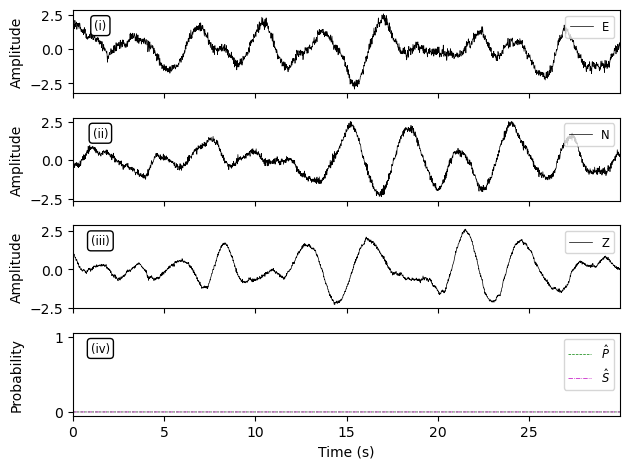 Amplitude
2.5
0.0
−2.5
(i)
E
Amplitude
2.5
0.0
−2.5
(ii)
N
Amplitude
2.5
0.0
−2.5
(iii)
Z
Probability
1
0
(iv)
P̂
Ŝ
0 5 10 15 20 25
Time (s)